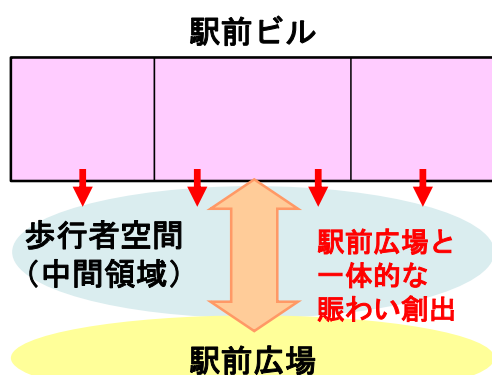 駅前ビル
歩行者空間
（中間領域）
駅前広場と
一体的な
賑わい創出
駅前広場